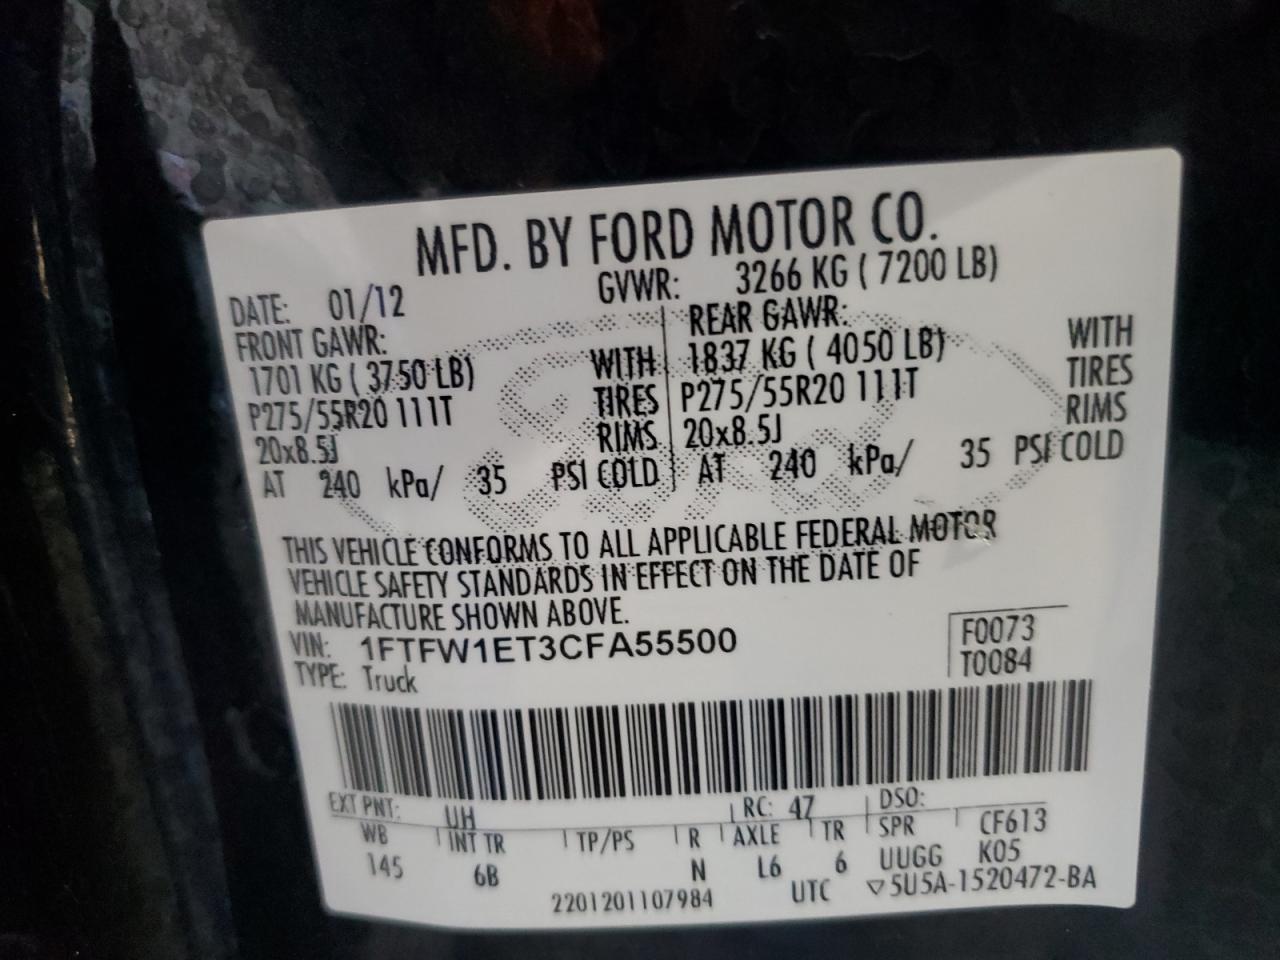 MFD. BY FORD MOTOR CO.
DATE: 01/12 GVWR: 3266 KG ( 7200 LB)
FRONT GAWR: REAR GAWR:
1701 KG ( 3750 LB) WITH 1837 KG ( 4050 LB) WITH
P275/55R20 111T TIRES P275/55R20 111T TIRES
20x8.5J RIMS 20x8.5J RIMS
AT 240 kPa/ 35 PSI COLD AT 240 kPa/ 35 PSI COLD
THIS VEHICLE CONFORMS TO ALL APPLICABLE FEDERAL MOTOR
VEHICLE SAFETY STANDARDS IN EFFECT ON THE DATE OF
MANUFACTURE SHOWN ABOVE.
VIN: 1FTFW1ET3CFA55500 F0073
TYPE: Truck T0084
EXT PNT: UH RC: 47 DSO:
WB INT TR TP/PS R AXLE TR SPR CF613
145 6B N L6 6 UUGG K05
2201201107984 UTC ▽5U5A-1520472-BA